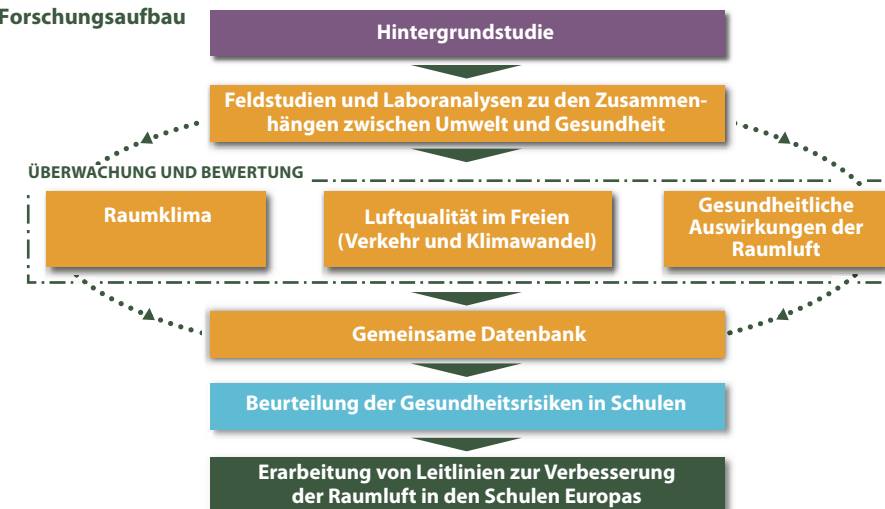 Forschungsaufbau
Hintergrundstudie
Feldstudien und Laboranalysen zu den Zusammen-
hängen zwischen Umwelt und Gesundheit
ÜBERWACHUNG UND BEWERTUNG
Raumklima
Luftqualität im Freien
(Verkehr und Klimawandel)
Gesundheitliche
Auswirkungen der
Raumluft
Gemeinsame Datenbank
Beurteilung der Gesundheitsrisiken in Schulen
Erarbeitung von Leitlinien zur Verbesserung
der Raumluft in den Schulen Europas